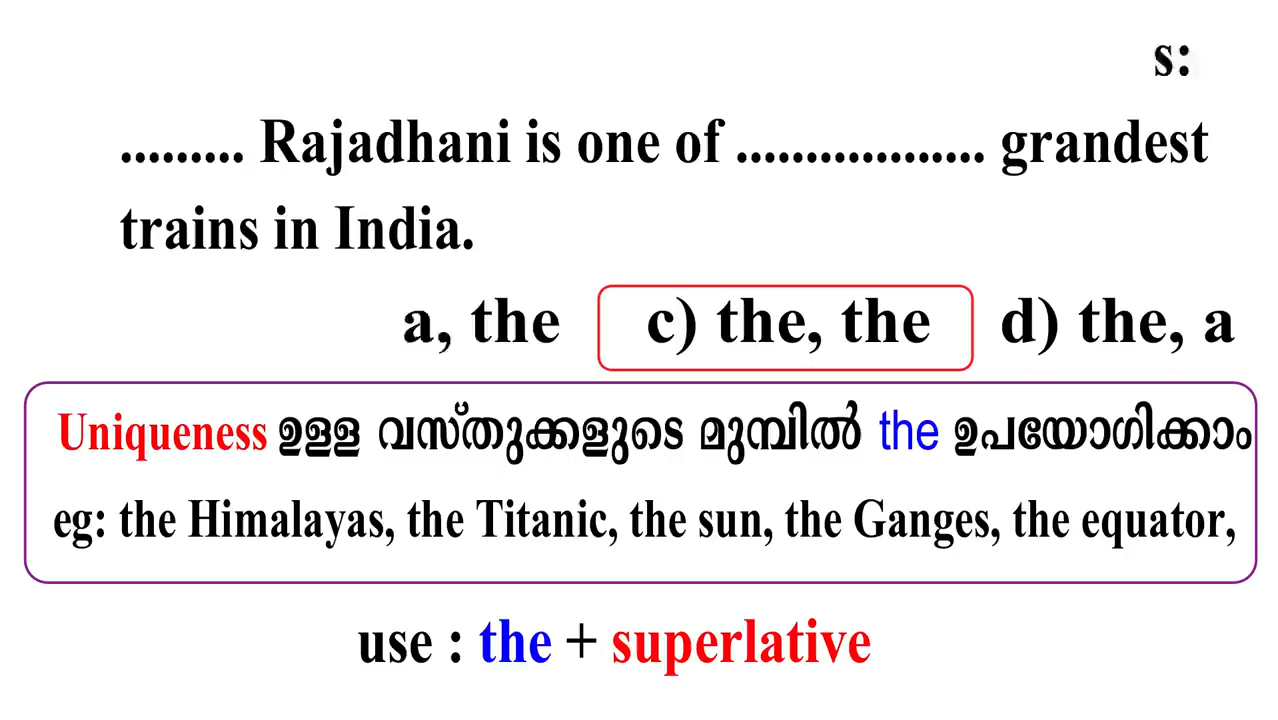 s:
......... Rajadhani is one of .................. grandest
trains in India.
a, the c) the, the d) the, a
Uniqueness ഉള്ള വസ്തുക്കളുടെ മുമ്പിൽ the ഉപയോഗിക്കാം
eg: the Himalayas, the Titanic, the sun, the Ganges, the equator,
use : the + superlative